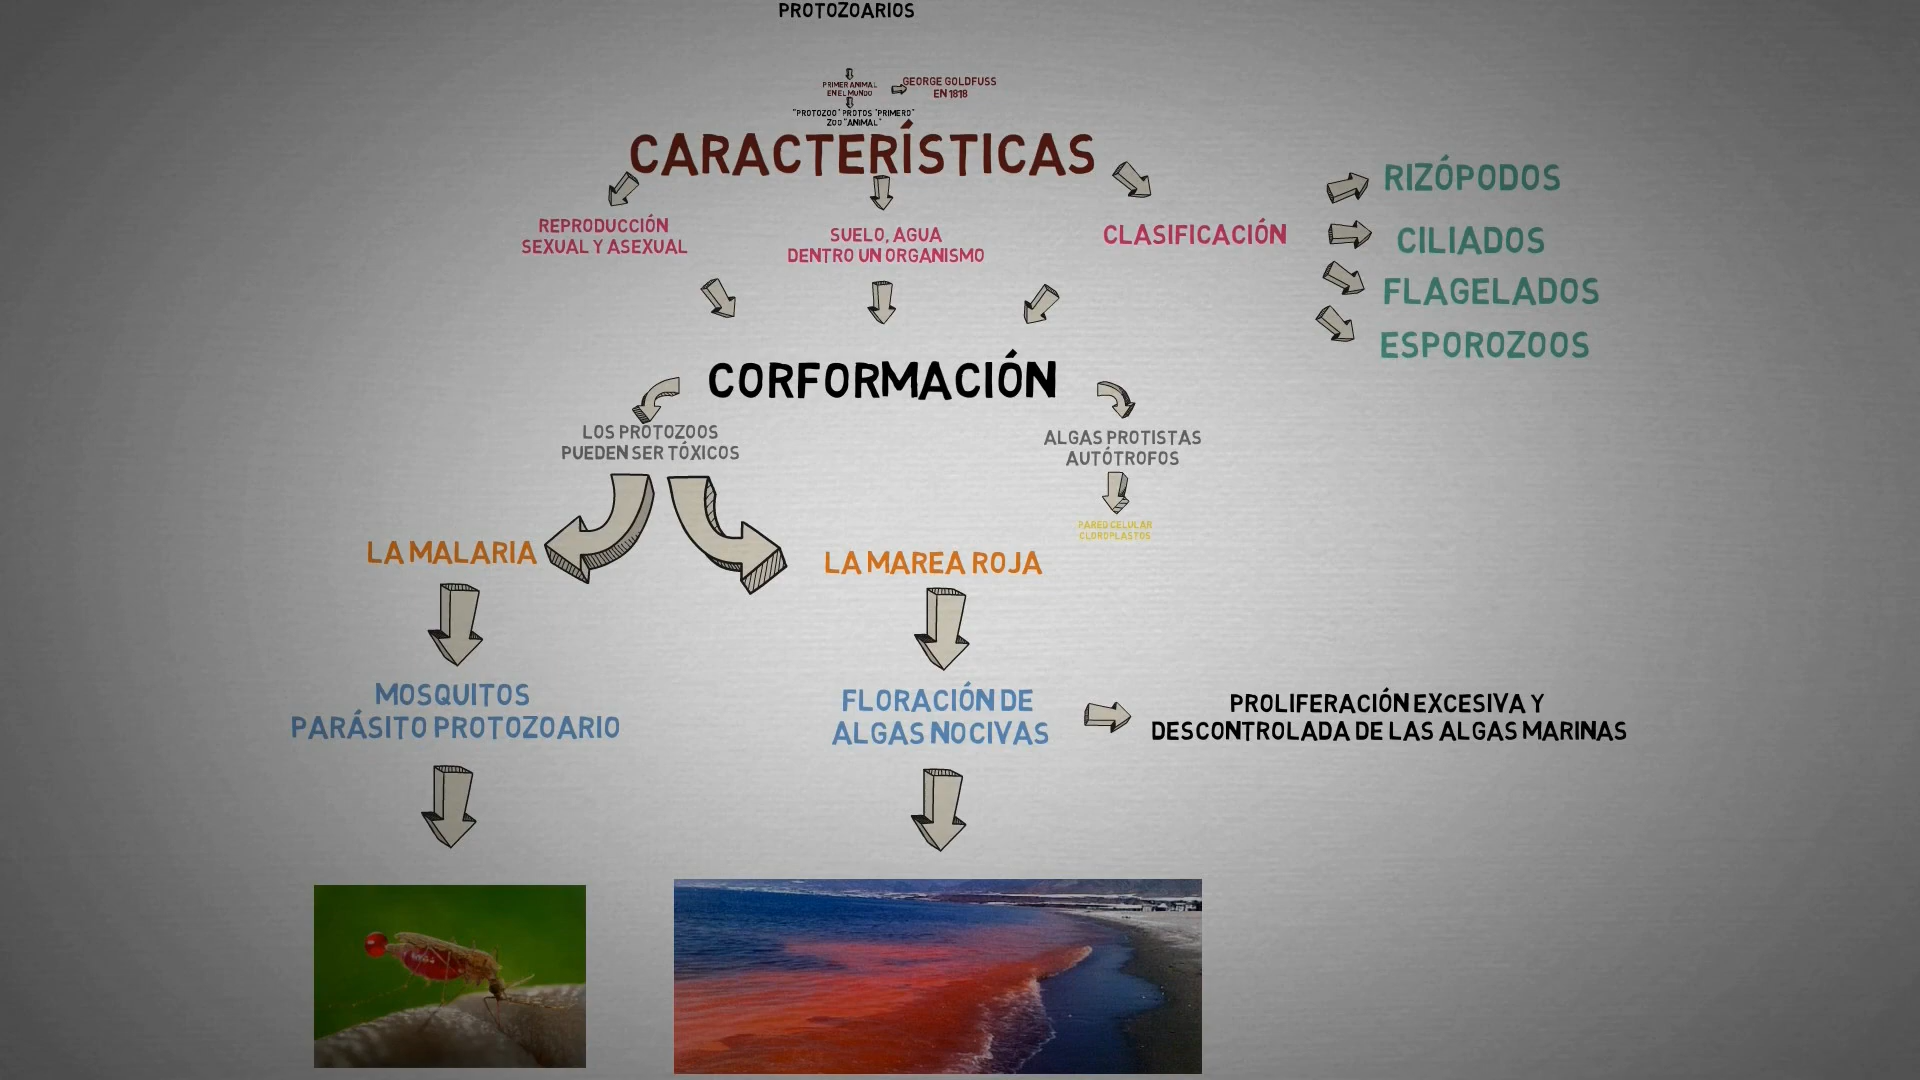 PROTOZOARIOS
PRIMER ANIMAL
EN EL MUNDO
GEORGE GOLDFUSS
EN 1818
"PROTOZOO" PROTOS "PRIMERO"
ZOO "ANIMAL"
CARACTERÍSTICAS
REPRODUCCIÓN
SEXUAL Y ASEXUAL
SUELO, AGUA
DENTRO UN ORGANISMO
CLASIFICACIÓN
RIZÓPODOS
CILIADOS
FLAGELADOS
ESPOROZOOS
CORFORMACIÓN
LOS PROTOZOOS
PUEDEN SER TÓXICOS
ALGAS PROTISTAS
AUTÓTROFOS
PARED CELULAR
CLOROPLASTOS
LA MALARIA
LA MAREA ROJA
MOSQUITOS
PARÁSITO PROTOZOARIO
FLORACIÓN DE
ALGAS NOCIVAS
PROLIFERACIÓN EXCESIVA Y
DESCONTROLADA DE LAS ALGAS MARINAS